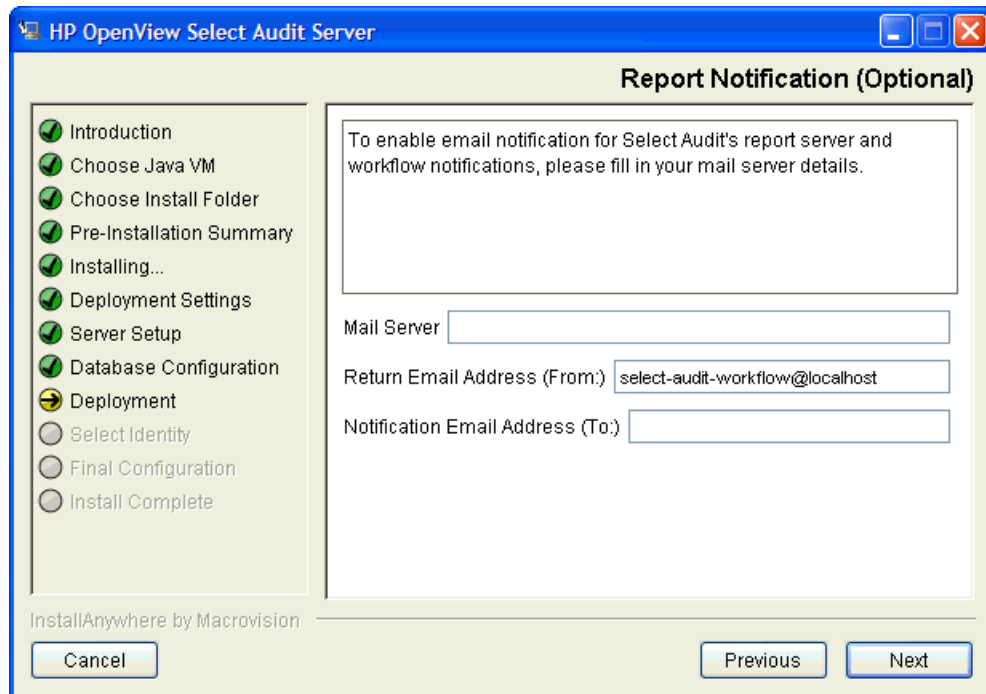 HP OpenView Select Audit Server
Report Notification (Optional)
Introduction
Choose Java VM
Choose Install Folder
Pre-Installation Summary
Installing...
Deployment Settings
Server Setup
Database Configuration
Deployment
Select Identity
Final Configuration
Install Complete
To enable email notification for Select Audit's report server and
workflow notifications, please fill in your mail server details.
Mail Server
Return Email Address (From:) select-audit-workflow@localhost
Notification Email Address (To:)
InstallAnywhere by Macrovision
Cancel
Previous
Next